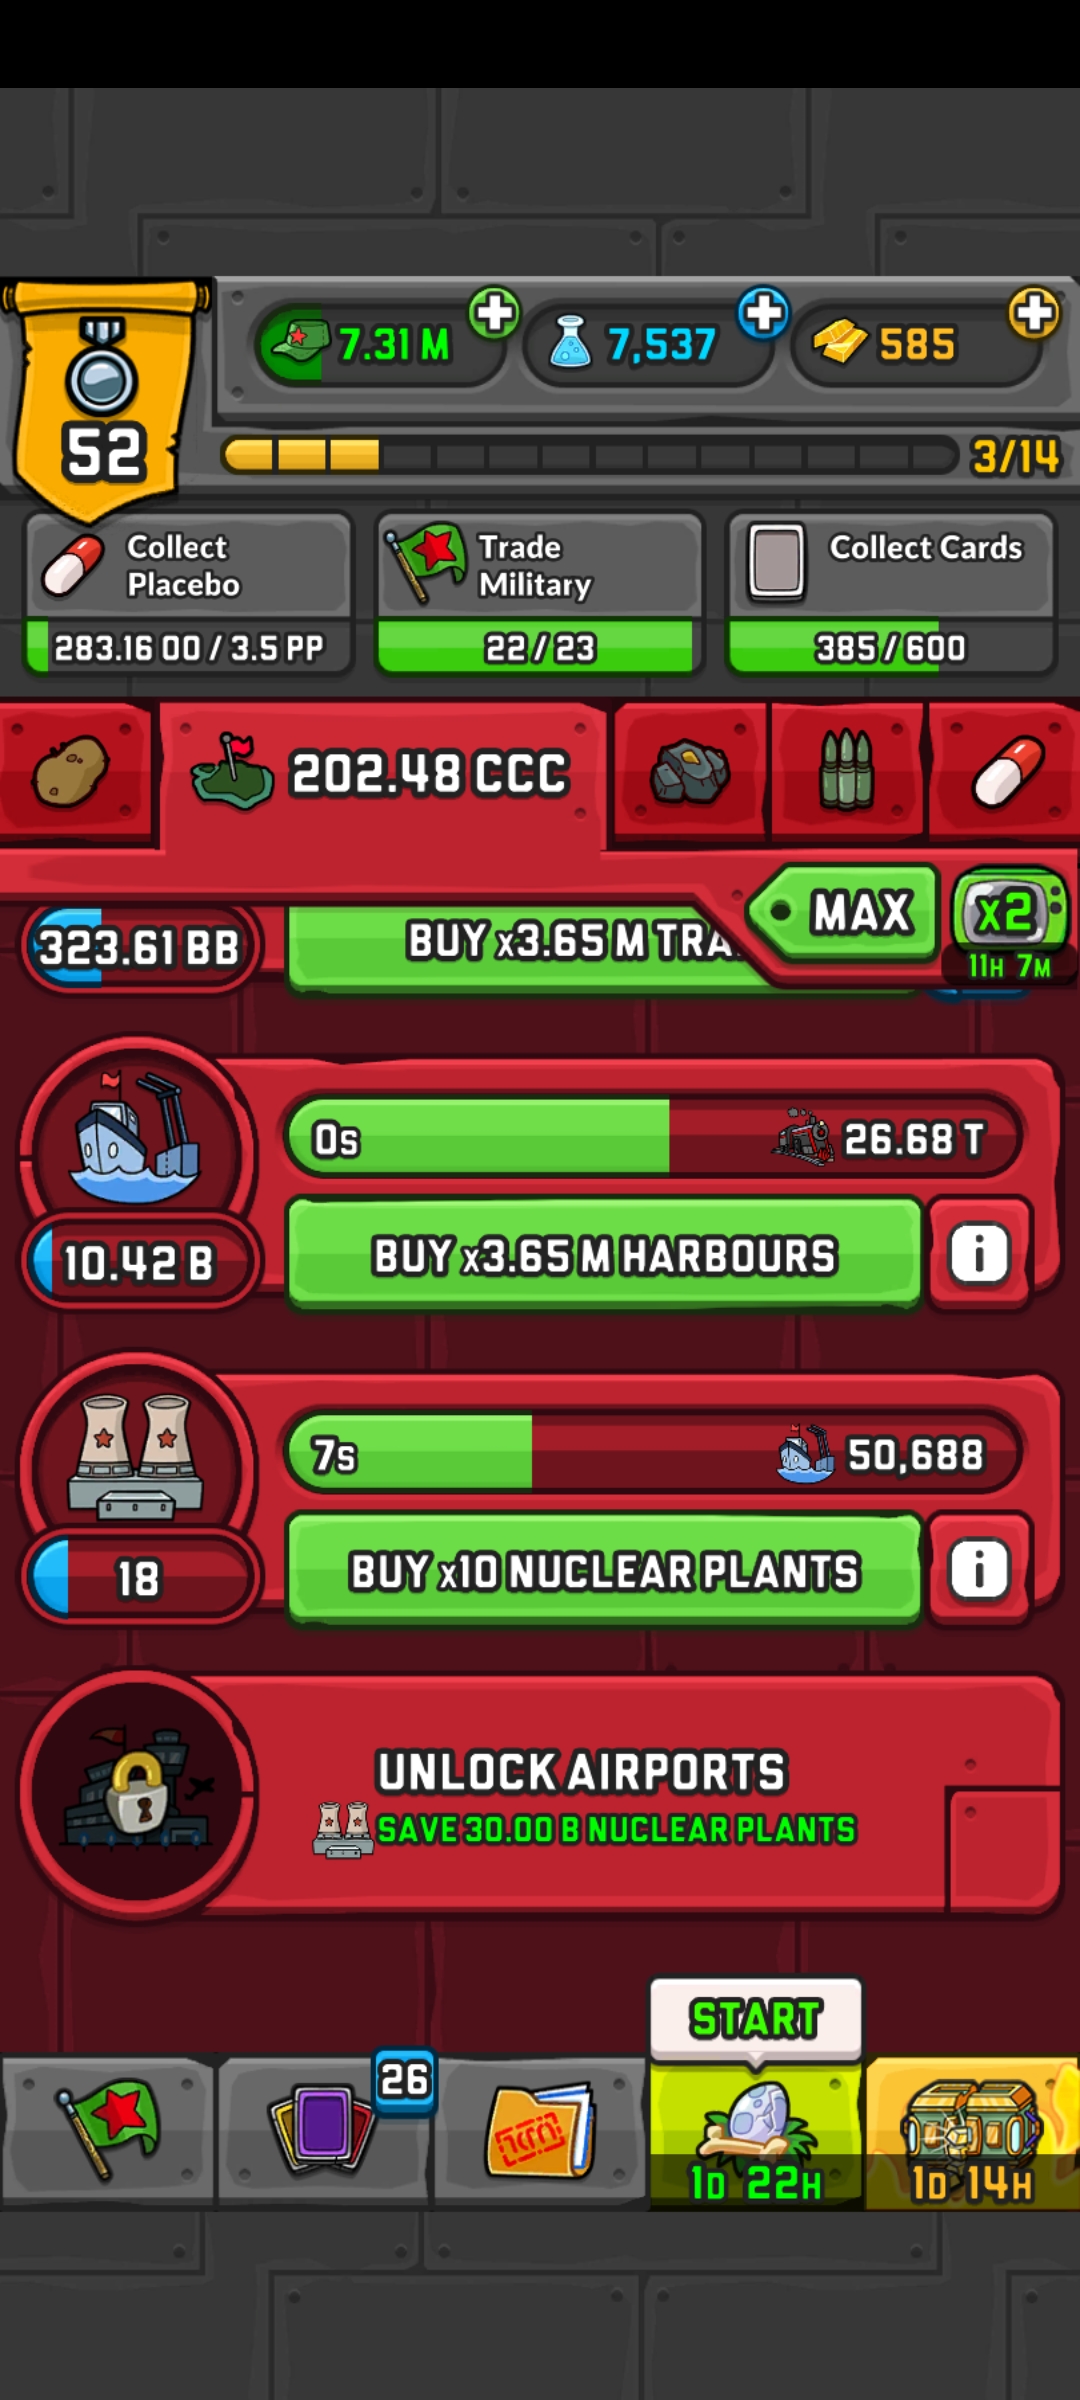 7.31 M
7,537
585
52
3/14
Collect
Placebo
Trade
Military
Collect Cards
283.16 OO / 3.5 PP
22 / 23
385 / 600
202.48 CCC
MAX
x2
11H 7M
323.61 BB
BUY x3.65 M TRA
0s
26.68 T
10.42 B
BUY x3.65 M HARBOURS
i
7s
50,688
18
BUY x10 NUCLEAR PLANTS
i
UNLOCK AIRPORTS
SAVE 30.00 B NUCLEAR PLANTS
START
26
1D 22H
1D 14H